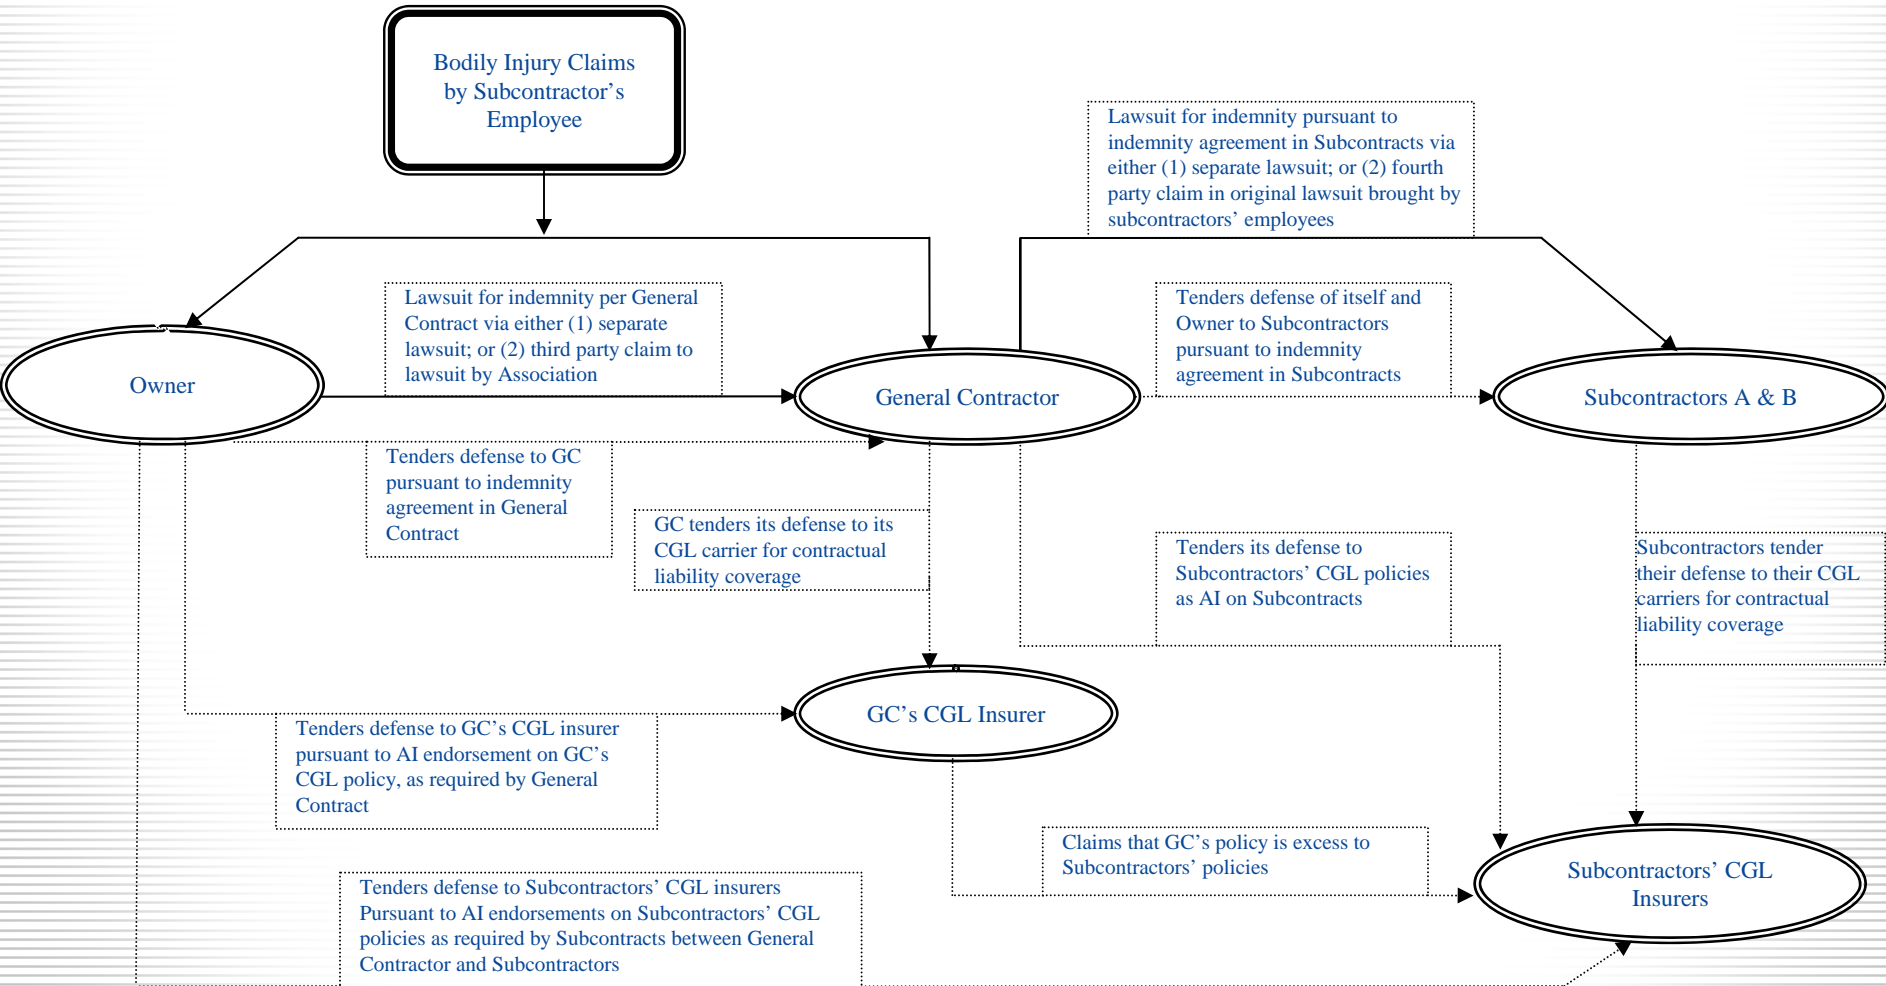 Bodily Injury Claims
by Subcontractor’s
Employee
Lawsuit for indemnity pursuant to
indemnity agreement in Subcontracts via
either (1) separate lawsuit; or (2) fourth
party claim in original lawsuit brought by
subcontractors’ employees
Lawsuit for indemnity per General
Contract via either (1) separate
lawsuit; or (2) third party claim to
lawsuit by Association
Tenders defense of itself and
Owner to Subcontractors
pursuant to indemnity
agreement in Subcontracts
Owner
General Contractor
Subcontractors A & B
Tenders defense to GC
pursuant to indemnity
agreement in General
Contract
GC tenders its defense to its
CGL carrier for contractual
liability coverage
Tenders its defense to
Subcontractors’ CGL policies
as AI on Subcontracts
Subcontractors tender
their defense to their CGL
carriers for contractual
liability coverage
GC’s CGL Insurer
Tenders defense to GC’s CGL insurer
pursuant to AI endorsement on GC’s
CGL policy, as required by General
Contract
Claims that GC’s policy is excess to
Subcontractors’ policies
Subcontractors’ CGL
Insurers
Tenders defense to Subcontractors’ CGL insurers
Pursuant to AI endorsements on Subcontractors’ CGL
policies as required by Subcontracts between General
Contractor and Subcontractors